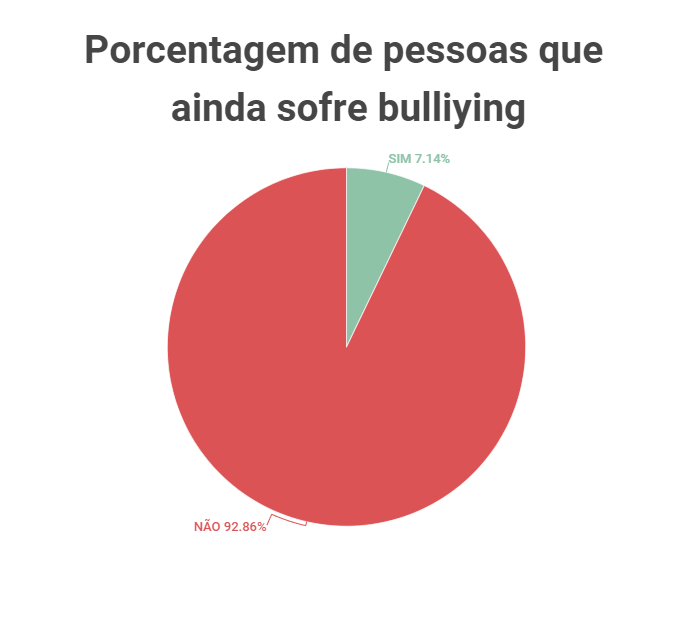 Porcentagem de pessoas que
ainda sofre bulliying
SIM 7.14%
NÃO 92.86%